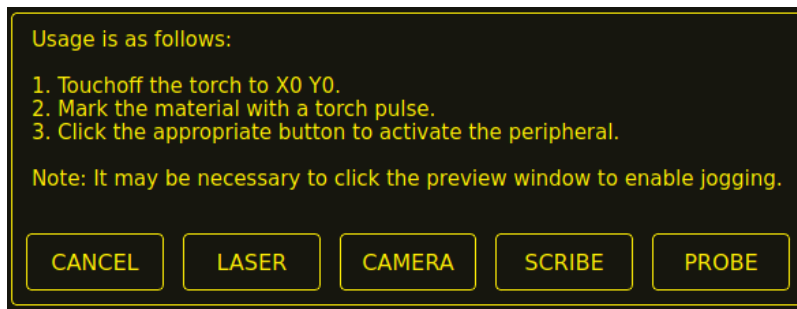 Usage is as follows:
1. Touchoff the torch to X0 Y0.
2. Mark the material with a torch pulse.
3. Click the appropriate button to activate the peripheral.
Note: It may be necessary to click the preview window to enable jogging.
CANCEL LASER CAMERA SCRIBE PROBE